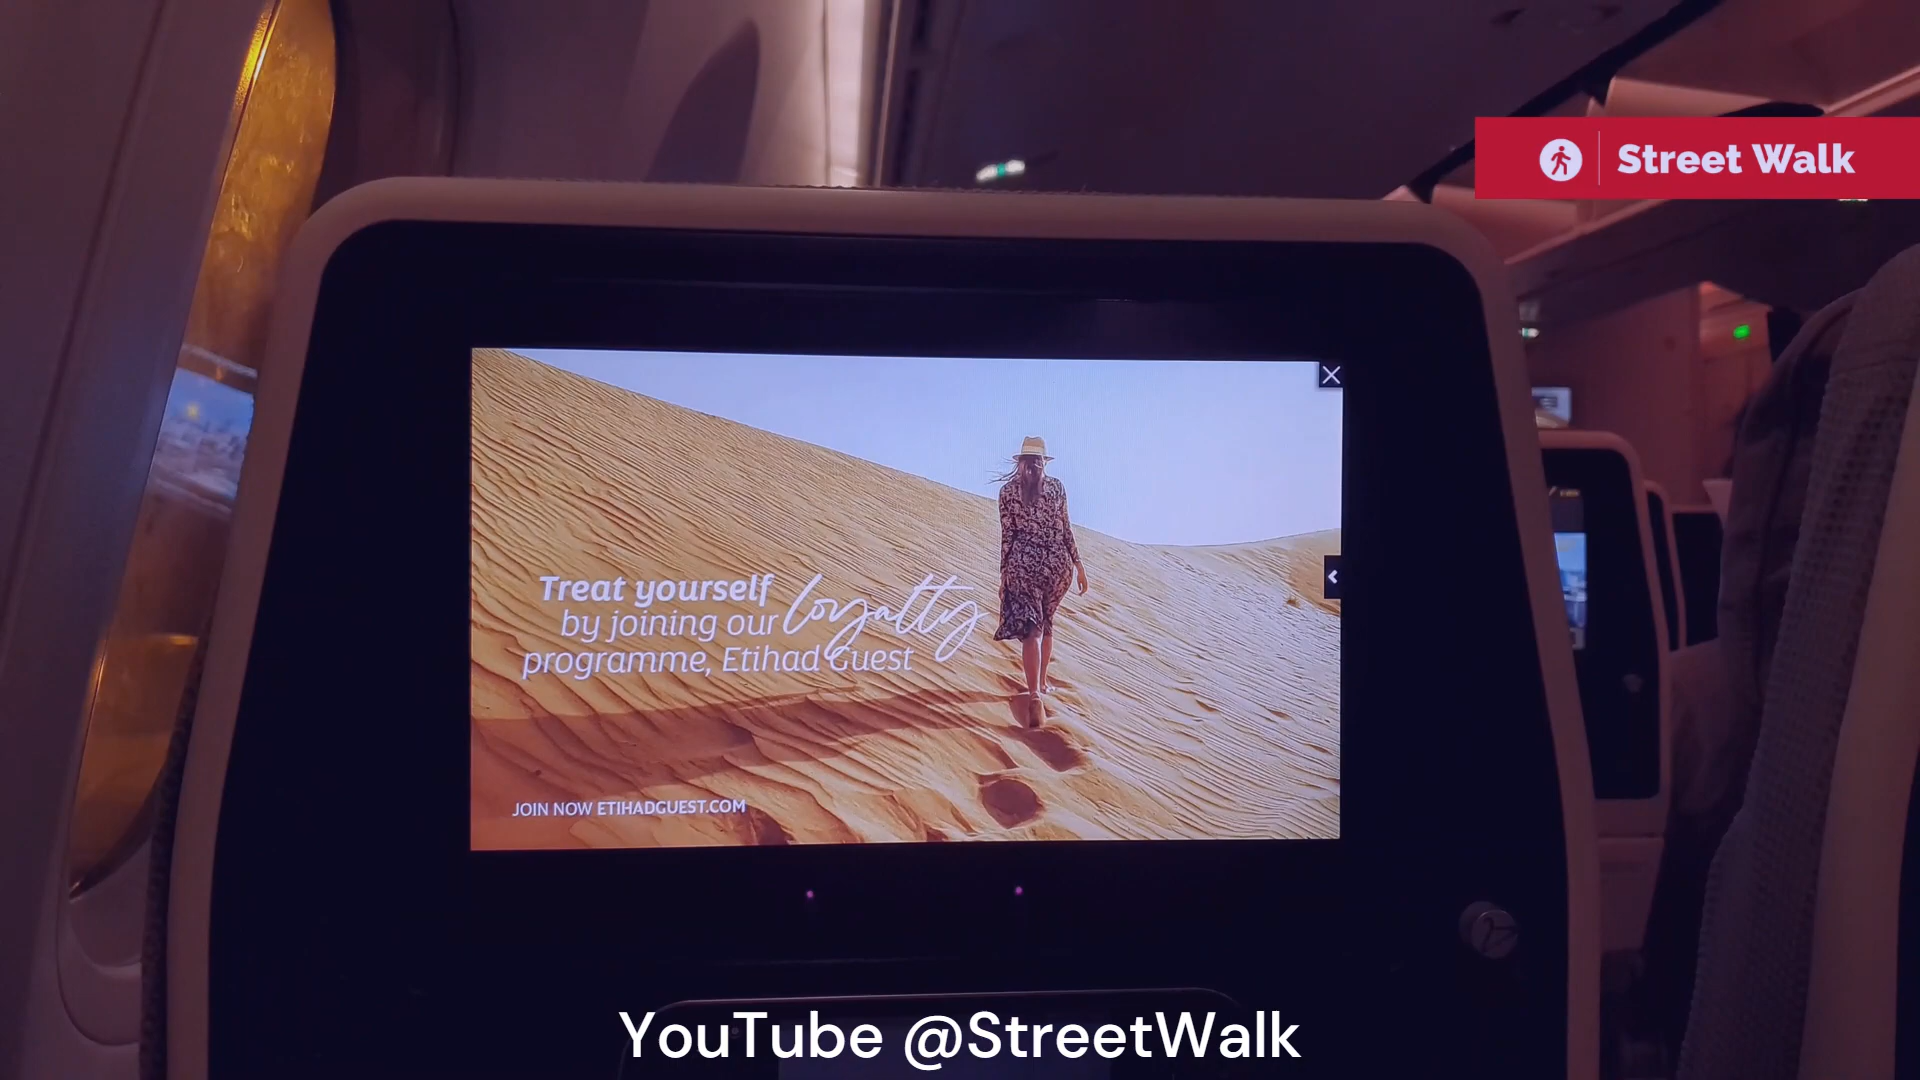 Street Walk
Treat yourself
by joining our loyalty
programme, Etihad Guest
JOIN NOW ETIHADGUEST.COM
YouTube @StreetWalk